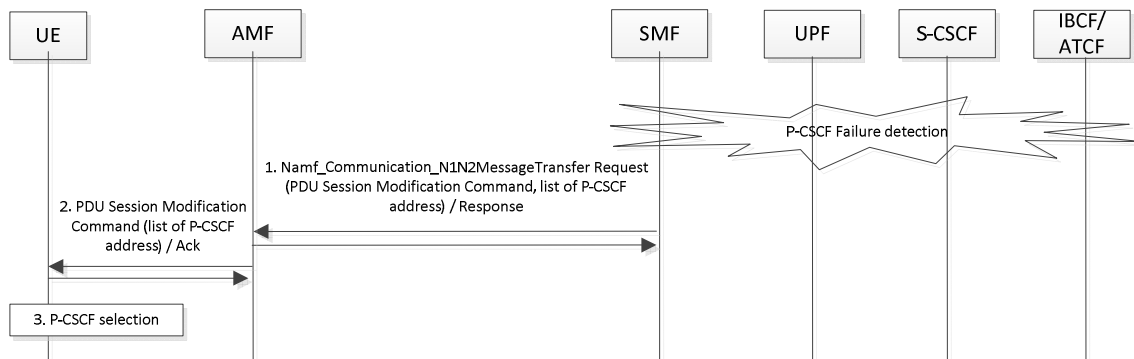 UE
AMF
SMF
UPF
S-CSCF
IBCF/
ATCF
P-CSCF Failure detection
1. Namf_Communication_N1N2MessageTransfer Request
(PDU Session Modification Command, list of P-CSCF
address) / Response
2. PDU Session Modification
Command (list of P-CSCF
address) / Ack
3. P-CSCF selection